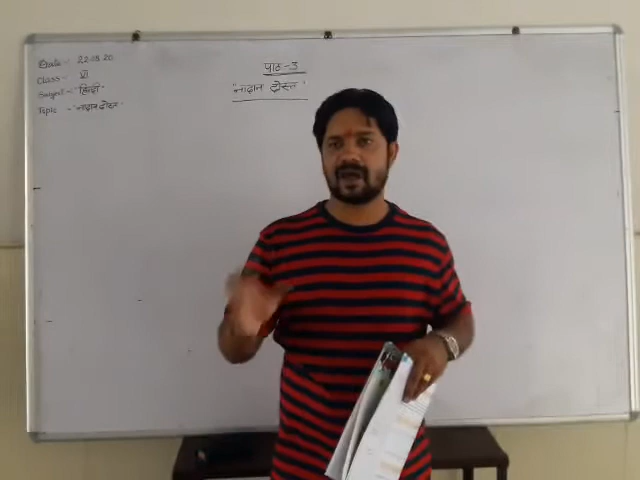 Date:- 22.05.20
Class:- VI
Subject:- "हिन्दी"
Topic :- "नादान दोस्त"
पाठ-3
"नादान दोस्त"